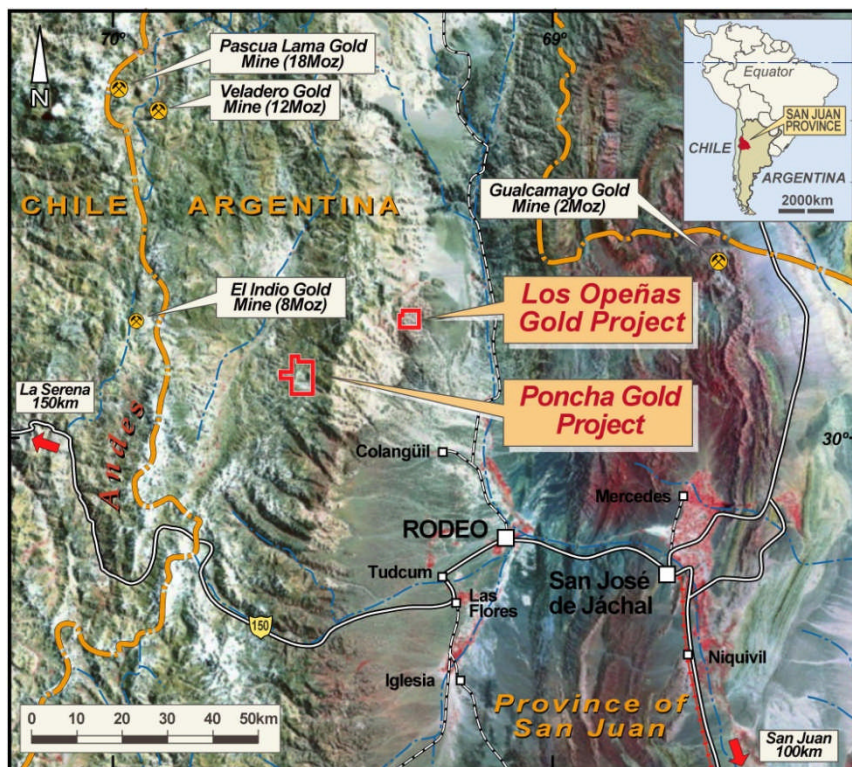 70°
69°
Pascua Lama Gold
Mine (18Moz)
Veladero Gold
Mine (12Moz)
N
Equator
SAN JUAN
PROVINCE
CHILE
ARGENTINA
2000km
CHILE
ARGENTINA
Gualcamayo Gold
Mine (2Moz)
El Indio Gold
Mine (8Moz)
Los Opeñas
Gold Project
Poncha Gold
Project
La Serena
150km
Andes
30°
Colangüil
Mercedes
RODEO
Tudcum
San José
de Jáchal
Las
Flores
150
Niquivil
Iglesia
Province of
San Juan
0 10 20 30 40 50km
San Juan
100km